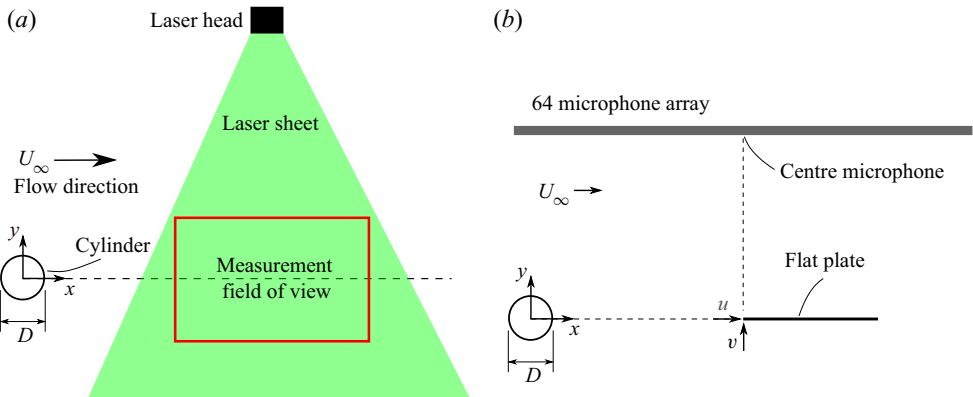 (a)
Laser head
Laser sheet
U∞
Flow direction
y
Cylinder
x
D
Measurement
field of view
(b)
64 microphone array
Centre microphone
U∞
Flat plate
y
x
u
v
D